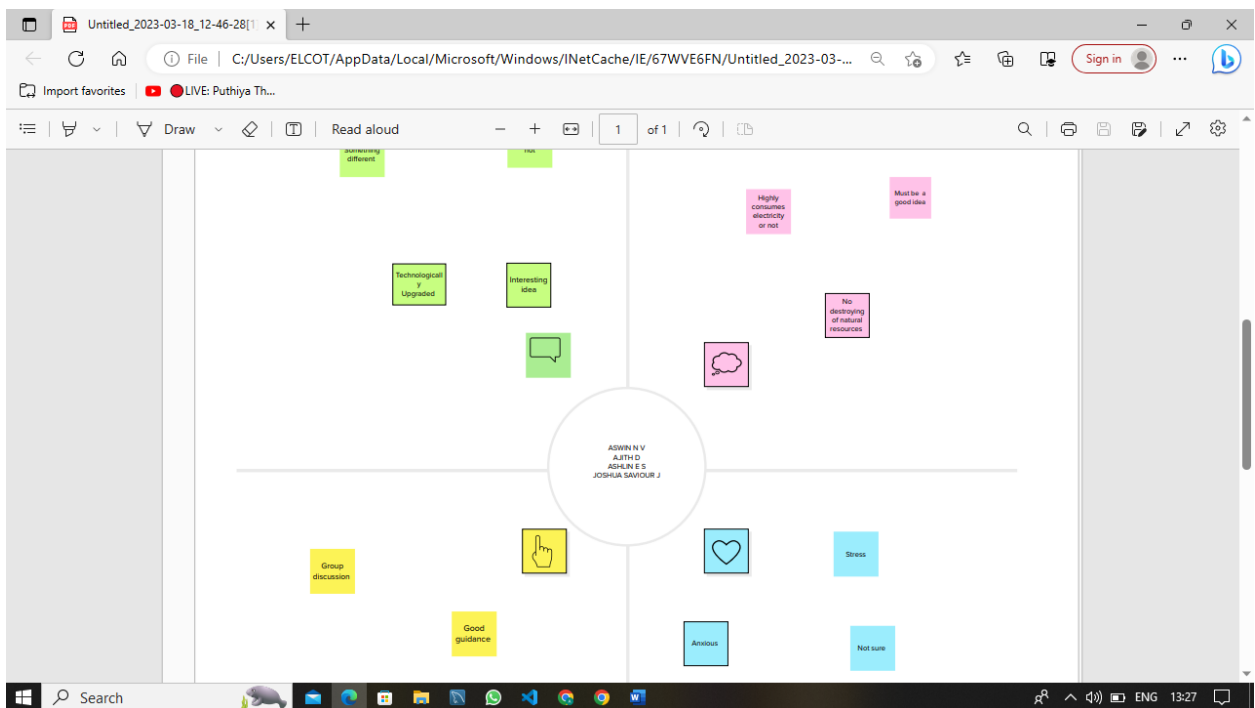 Untitled_2023-03-18_12-46-28[1]
File
C:/Users/ELCOT/AppData/Local/Microsoft/Windows/INetCache/IE/67WVE6FN/Untitled_2023-03-...
Sign in
Import favorites
LIVE: Puthiya Th...
Draw
Read aloud
1
of 1
Something
different
not
Highly
consumes
electricity
or not
Must be a
good idea
Technologicall
y
Upgraded
Interesting
idea
No
destroying
of natural
resources
ASWIN N V
AJITH D
ASHLIN E S
JOSHUA SAVIOUR J
Group
discussion
Good
guidance
Stress
Anxious
Not sure
Search
ENG
13:27